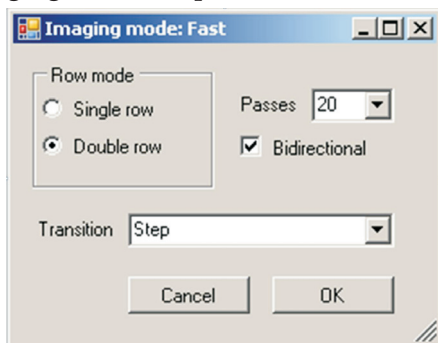 Imaging mode: Fast
Row mode
Single row
Double row
Passes 20
Bidirectional
Transition Step
Cancel OK